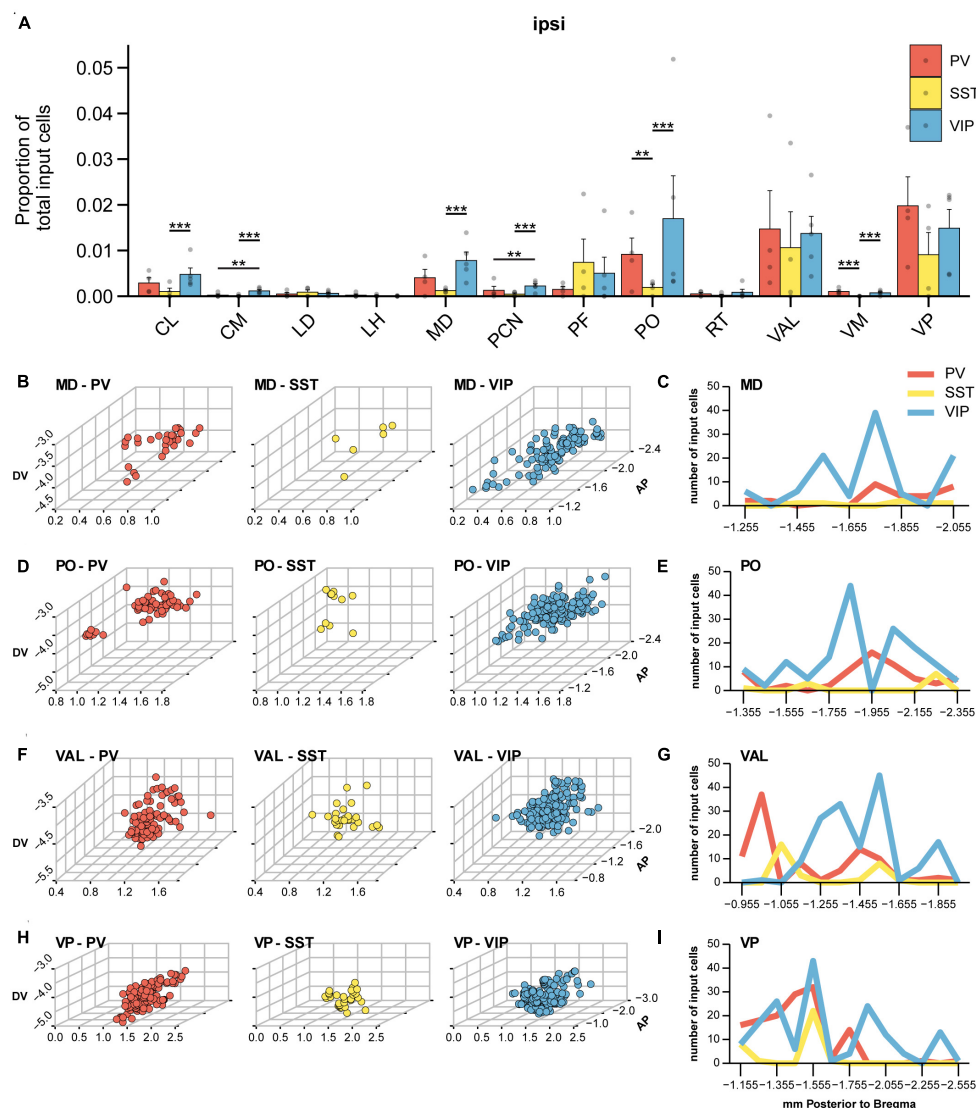 A
ipsi
Proportion of
total input cells
0.05
0.04
0.03
0.02
0.01
0.00
PV
SST
VIP
***
***
**
***
***
**
**
***
***
***
CL
CM
LD
LH
MD
PCN
PF
PO
RT
VAL
VM
VP
B
MD - PV
MD - SST
MD - VIP
DV
-3.0
-3.5
-4.0
-4.5
0.2 0.4 0.6 0.8 1.0
0.2 0.4 0.6 0.8 1.0
0.2 0.4 0.6 0.8 1.0
-2.4
-2.0
-1.6
-1.2
AP
C
MD
PV
SST
VIP
number of input cells
50
40
30
20
10
0
-1.255 -1.455 -1.655 -1.855 -2.055
D
PO - PV
PO - SST
PO - VIP
DV
-3.0
-4.0
-5.0
0.8 1.0 1.2 1.4 1.6 1.8
0.8 1.0 1.2 1.4 1.6 1.8
0.8 1.0 1.2 1.4 1.6 1.8
-2.4
-2.0
-1.6
-1.2
AP
E
PO
number of input cells
50
40
30
20
10
0
-1.355 -1.555 -1.755 -1.955 -2.155 -2.355
F
VAL - PV
VAL - SST
VAL - VIP
DV
-3.5
-4.5
-5.5
0.4 0.8 1.2 1.6
0.4 0.8 1.2 1.6
0.4 0.8 1.2 1.6
-2.0
-1.6
-1.2
-0.8
AP
G
VAL
number of input cells
50
40
30
20
10
0
-0.955 -1.055 -1.255 -1.455 -1.655 -1.855
H
VP - PV
VP - SST
VP - VIP
DV
-3.0
-4.0
-5.0
0.0 0.5 1.0 1.5 2.0 2.5
0.0 0.5 1.0 1.5 2.0 2.5
0.0 0.5 1.0 1.5 2.0 2.5
-3.0
-2.0
-1.0
AP
I
VP
number of input cells
50
40
30
20
10
0
-1.155 -1.355 -1.555 -1.755 -2.055 -2.255 -2.555
mm Posterior to Bregma